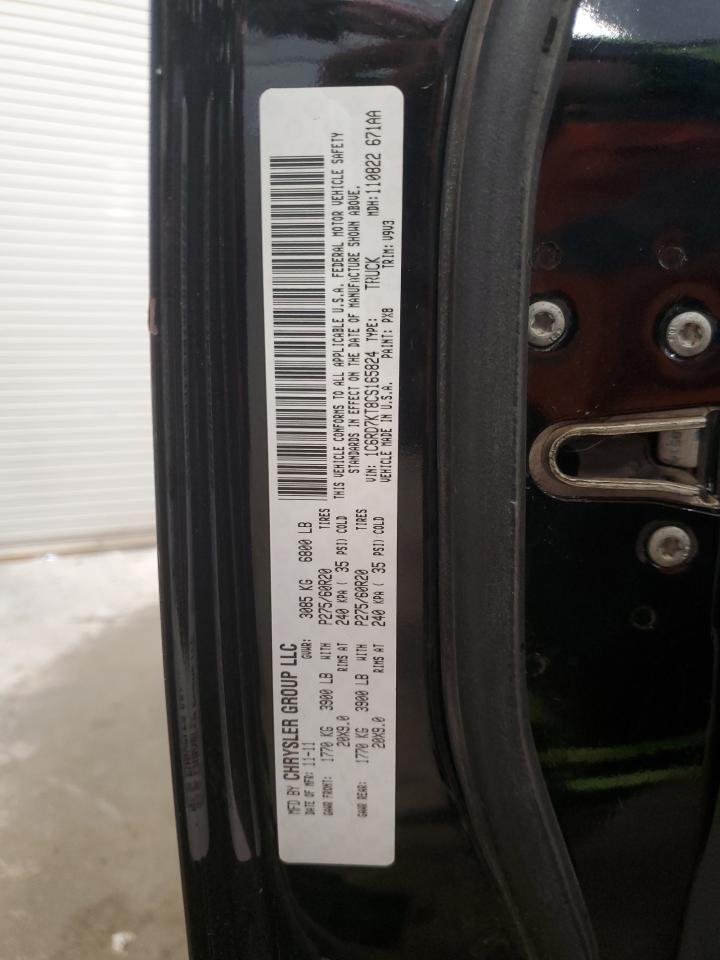 MFD BY CHRYSLER GROUP LLC
DATE OF MFR: 11-11 GVWR: 3085 KG 6800 LB
GAWR FRONT: 1770 KG 3900 LB WITH P275/60R20 TIRES
20X9.0 RIMS AT 240 KPA ( 35 PSI) COLD
GAWR REAR: 1770 KG 3900 LB WITH P275/60R20 TIRES
20X9.0 RIMS AT 240 KPA ( 35 PSI) COLD
THIS VEHICLE CONFORMS TO ALL APPLICABLE U.S.A. FEDERAL MOTOR VEHICLE SAFETY
STANDARDS IN EFFECT ON THE DATE OF MANUFACTURE SHOWN ABOVE.
VIN: 1C6RD7KT8CS165824 TYPE: TRUCK MDH: 110822 671AA
VEHICLE MADE IN U.S.A. PAINT: PXB TRIM: V9V3